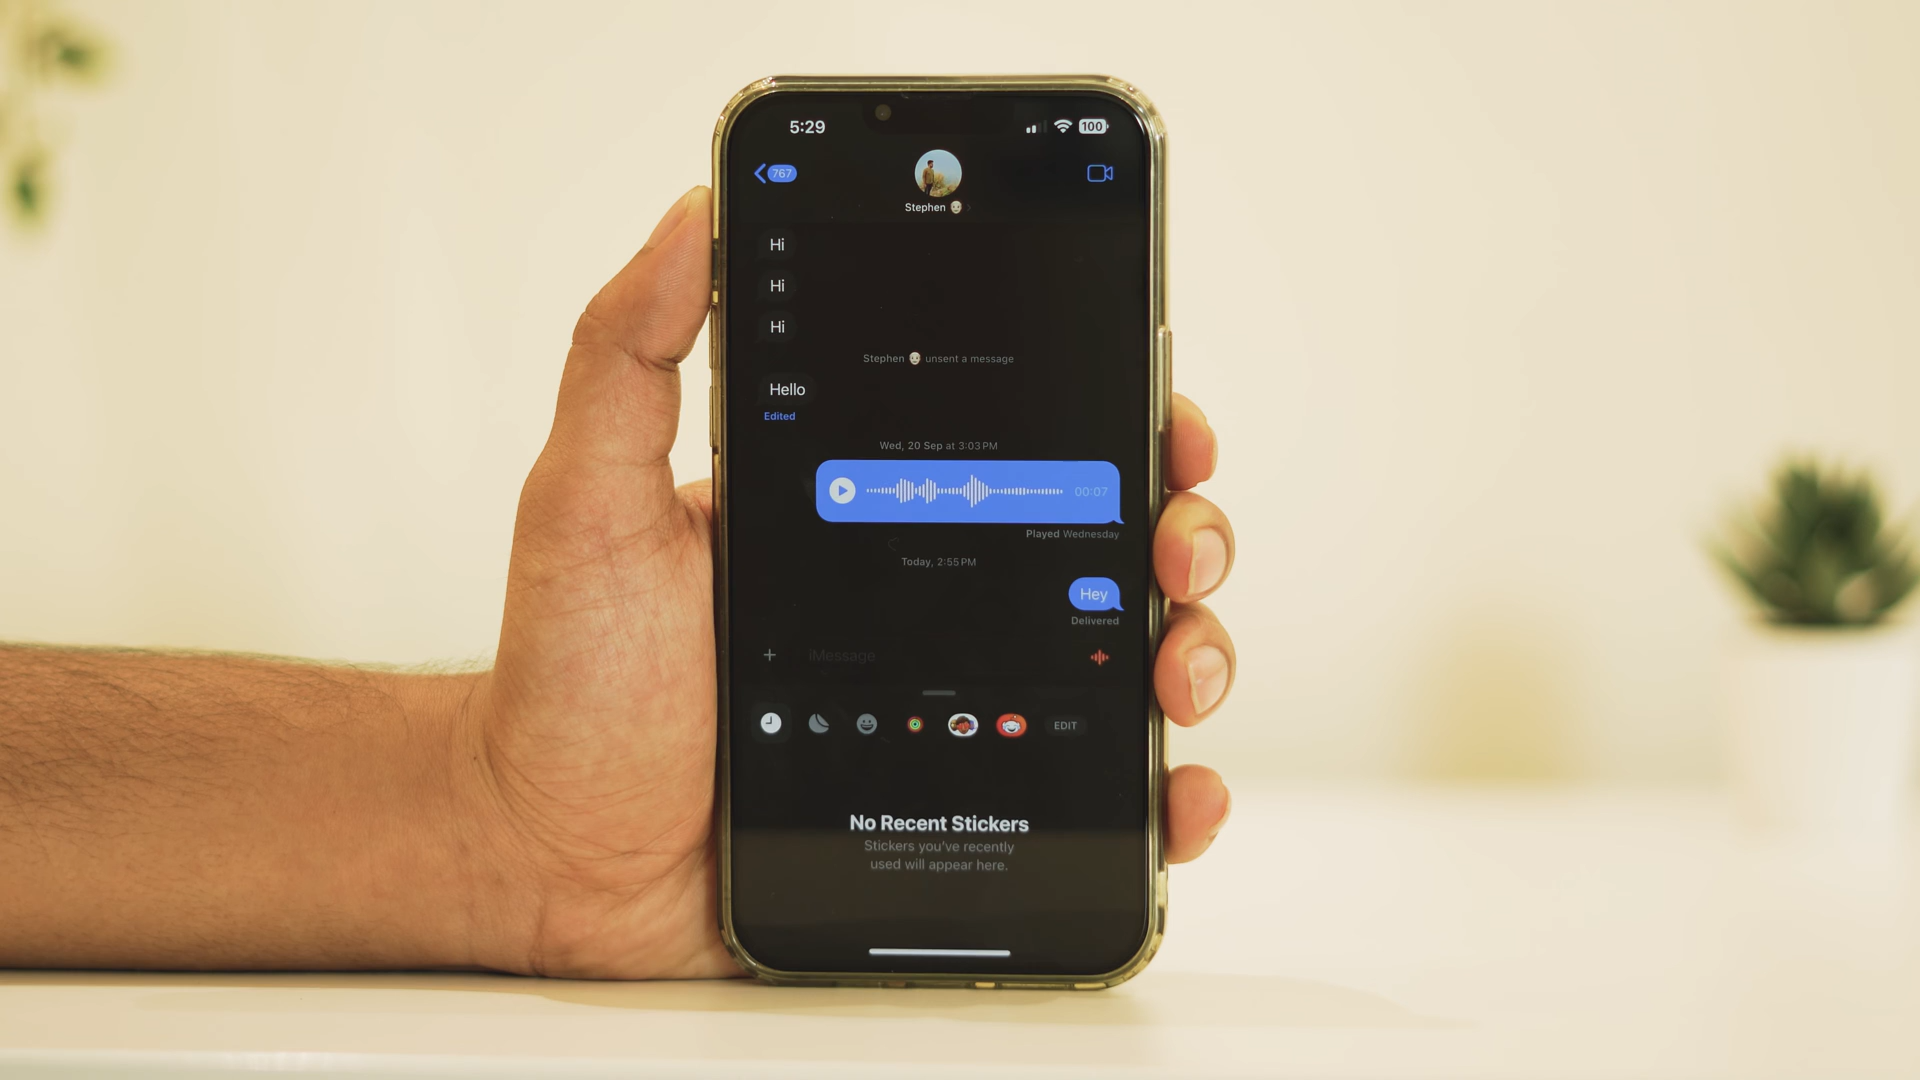 5:29
100
767
Stephen
Hi
Hi
Hi
Stephen unsent a message
Hello
Edited
Wed, 20 Sep at 3:03 PM
00:07
Played Wednesday
Today, 2:55 PM
Hey
Delivered
iMessage
EDIT
No Recent Stickers
Stickers you've recently
used will appear here.